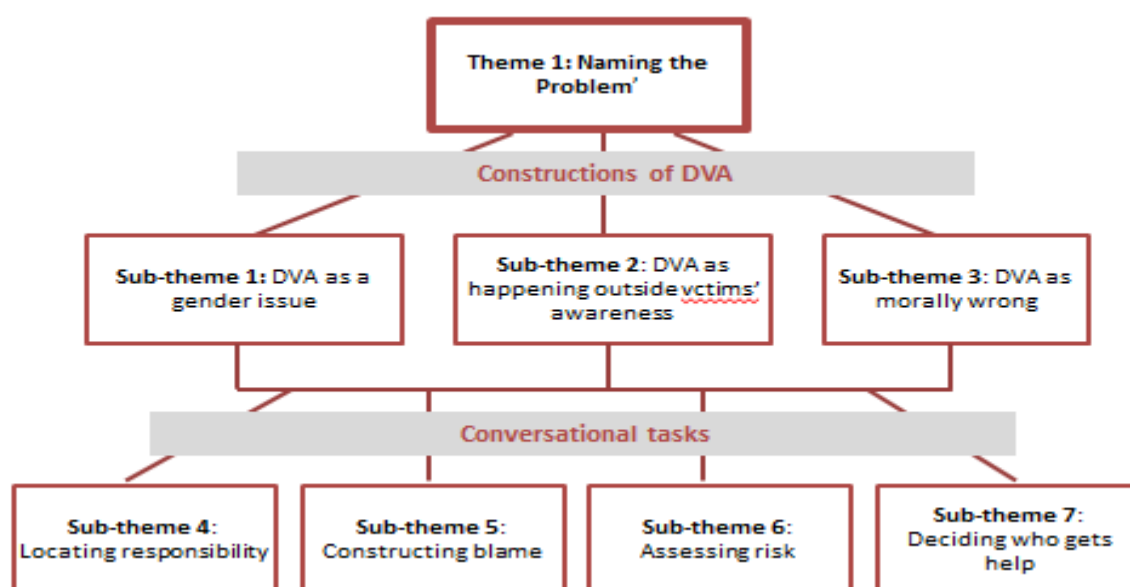 Theme 1: Naming the
Problem’
Constructions of DVA
Sub-theme 1: DVA as a
gender issue
Sub-theme 2: DVA as
happening outside vctims’
awareness
Sub-theme 3: DVA as
morally wrong
Conversational tasks
Sub-theme 4:
Locating responsibility
Sub-theme 5:
Constructing blame
Sub-theme 6:
Assessing risk
Sub-theme 7:
Deciding who gets
help